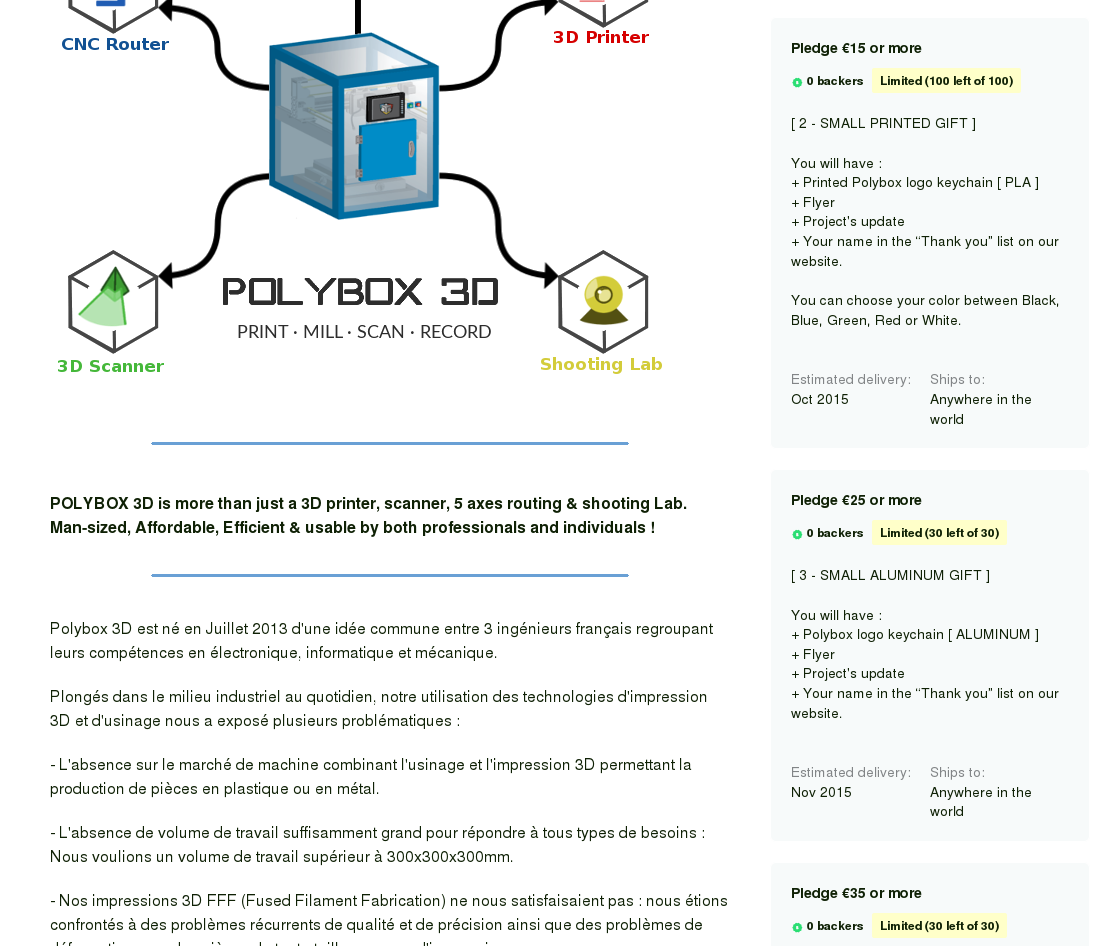 CNC Router
3D Printer
3D Scanner
POLYBOX 3D
PRINT · MILL · SCAN · RECORD
Shooting Lab
POLYBOX 3D is more than just a 3D printer, scanner, 5 axes routing & shooting Lab.
Man-sized, Affordable, Efficient & usable by both professionals and individuals !
Polybox 3D est né en Juillet 2013 d'une idée commune entre 3 ingénieurs français regroupant
leurs compétences en électronique, informatique et mécanique.
Plongés dans le milieu industriel au quotidien, notre utilisation des technologies d'impression
3D et d'usinage nous a exposé plusieurs problématiques :
- L'absence sur le marché de machine combinant l'usinage et l'impression 3D permettant la
production de pièces en plastique ou en métal.
- L'absence de volume de travail suffisamment grand pour répondre à tous types de besoins :
Nous voulions un volume de travail supérieur à 300x300x300mm.
- Nos impressions 3D FFF (Fused Filament Fabrication) ne nous satisfaisaient pas : nous étions
confrontés à des problèmes récurrents de qualité et de précision ainsi que des problèmes de
Pledge €15 or more
0 backers Limited (100 left of 100)
[ 2 - SMALL PRINTED GIFT ]
You will have :
+ Printed Polybox logo keychain [ PLA ]
+ Flyer
+ Project's update
+ Your name in the “Thank you” list on our
website.
You can choose your color between Black,
Blue, Green, Red or White.
Estimated delivery: Ships to:
Oct 2015 Anywhere in the
world
Pledge €25 or more
0 backers Limited (30 left of 30)
[ 3 - SMALL ALUMINUM GIFT ]
You will have :
+ Polybox logo keychain [ ALUMINUM ]
+ Flyer
+ Project's update
+ Your name in the “Thank you” list on our
website.
Estimated delivery: Ships to:
Nov 2015 Anywhere in the
world
Pledge €35 or more
0 backers Limited (30 left of 30)